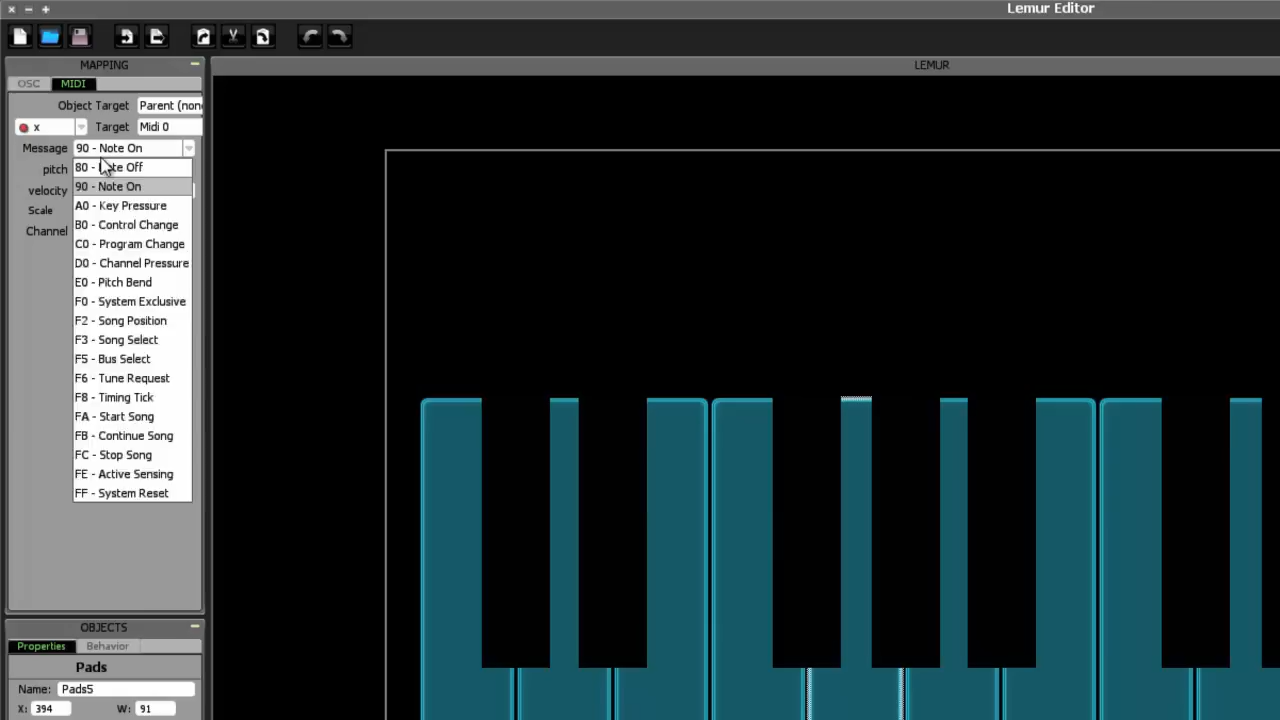 Lemur Editor
MAPPING
LEMUR
OSC MIDI
Object Target Parent (none
x Target Midi 0
Message 90 - Note On
pitch 80 - Note Off
90 - Note On
velocity
A0 - Key Pressure
Scale
B0 - Control Change
Channel
C0 - Program Change
D0 - Channel Pressure
E0 - Pitch Bend
F0 - System Exclusive
F2 - Song Position
F3 - Song Select
F5 - Bus Select
F6 - Tune Request
F8 - Timing Tick
FA - Start Song
FB - Continue Song
FC - Stop Song
FE - Active Sensing
FF - System Reset
OBJECTS
Properties Behavior
Pads
Name: Pads5
X: 394 W: 91